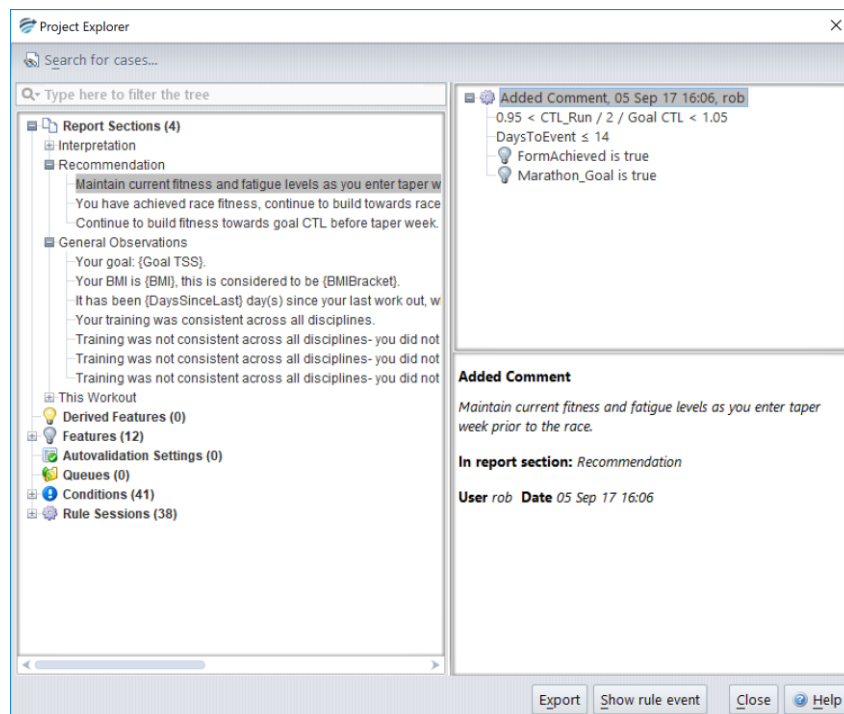 Project Explorer
Search for cases...
Type here to filter the tree
Report Sections (4)
Interpretation
Recommendation
Maintain current fitness and fatigue levels as you enter taper w
You have achieved race fitness, continue to build towards race
Continue to build fitness towards goal CTL before taper week.
General Observations
Your goal: {Goal TSS}.
Your BMI is {BMI}, this is considered to be {BMIBracket}.
It has been {DaysSinceLast} day(s) since your last work out, w
Your training was consistent across all disciplines.
Training was not consistent across all disciplines- you did not
Training was not consistent across all disciplines- you did not
Training was not consistent across all disciplines- you did not
This Workout
Derived Features (0)
Features (12)
Autovalidation Settings (0)
Queues (0)
Conditions (41)
Rule Sessions (38)
Added Comment, 05 Sep 17 16:06, rob
0.95 < CTL_Run / 2 / Goal CTL < 1.05
DaysToEvent ≤ 14
FormAchieved is true
Marathon_Goal is true
Added Comment
Maintain current fitness and fatigue levels as you enter taper
week prior to the race.
In report section: Recommendation
User rob Date 05 Sep 17 16:06
Export Show rule event Close Help